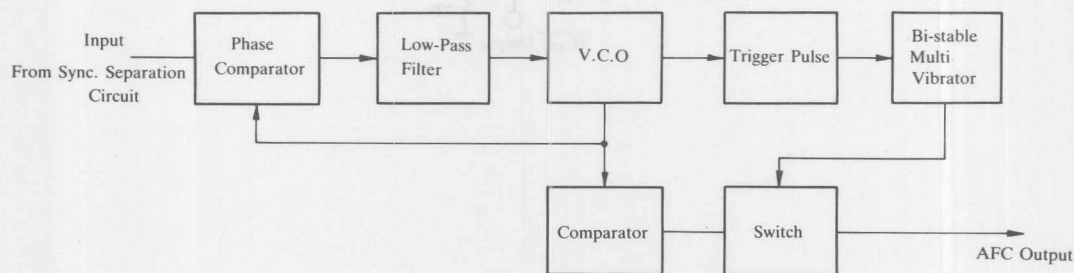 Input
From Sync. Separation
Circuit
Phase
Comparator
Low-Pass
Filter
V.C.O
Trigger Pulse
Bi-stable
Multi
Vibrator
Comparator
Switch
AFC Output